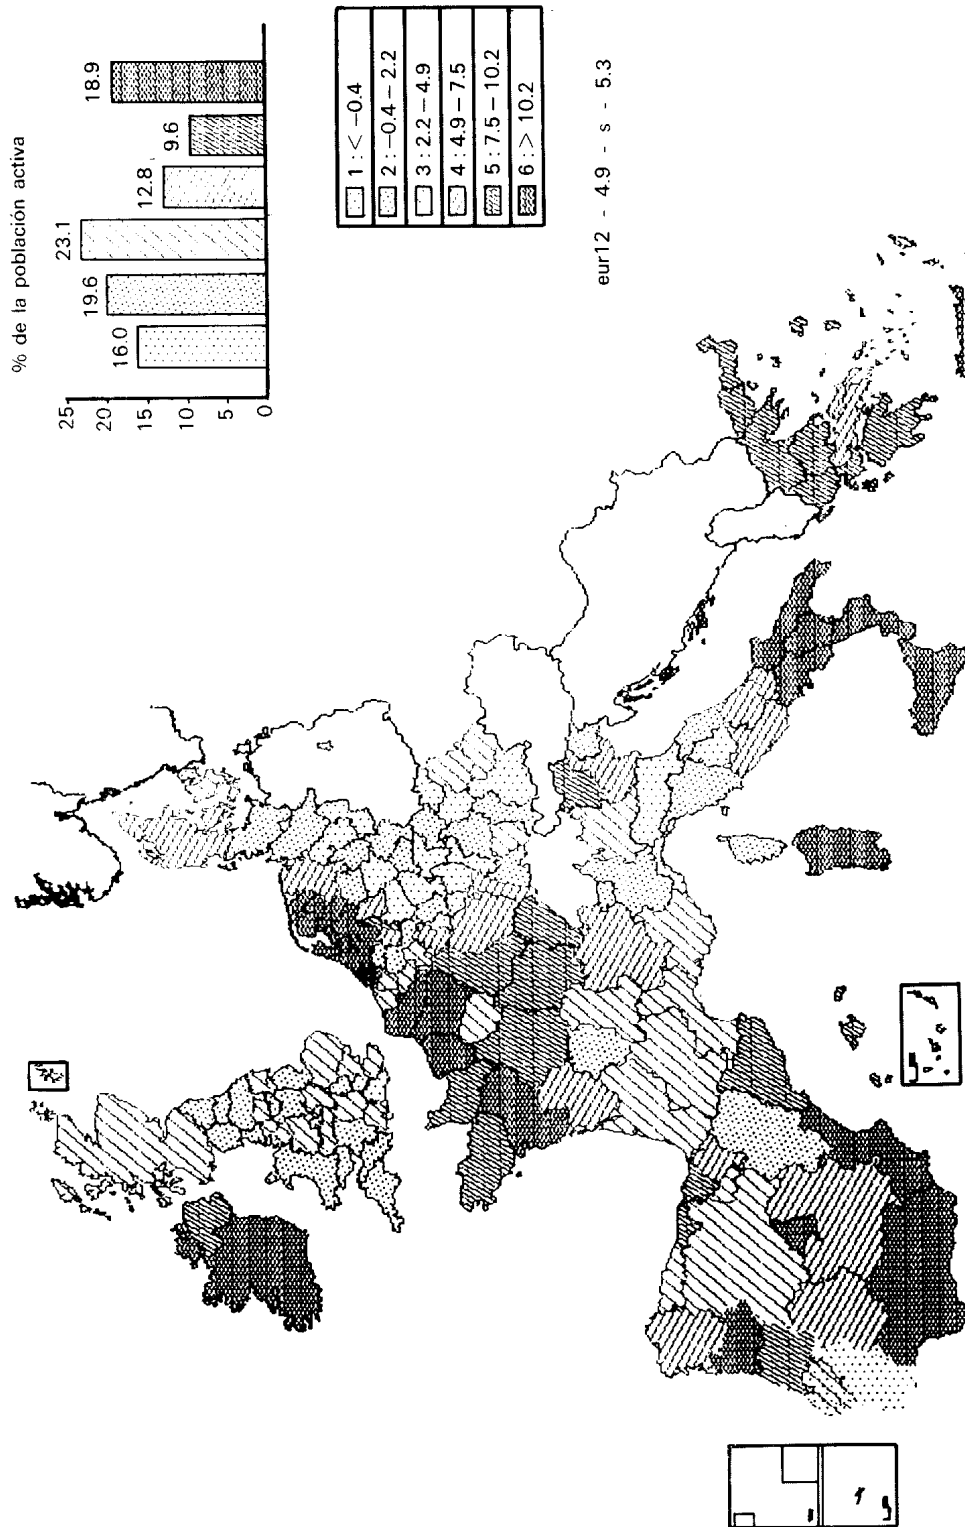 % de la población activa
25
20
15
10
5
0
16.0
19.6
23.1
12.8
9.6
18.9
1 : < −0.4
2 : −0.4 − 2.2
3 : 2.2 − 4.9
4 : 4.9 − 7.5
5 : 7.5 − 10.2
6 : > 10.2
eur12 - 4.9 - s - 5.3